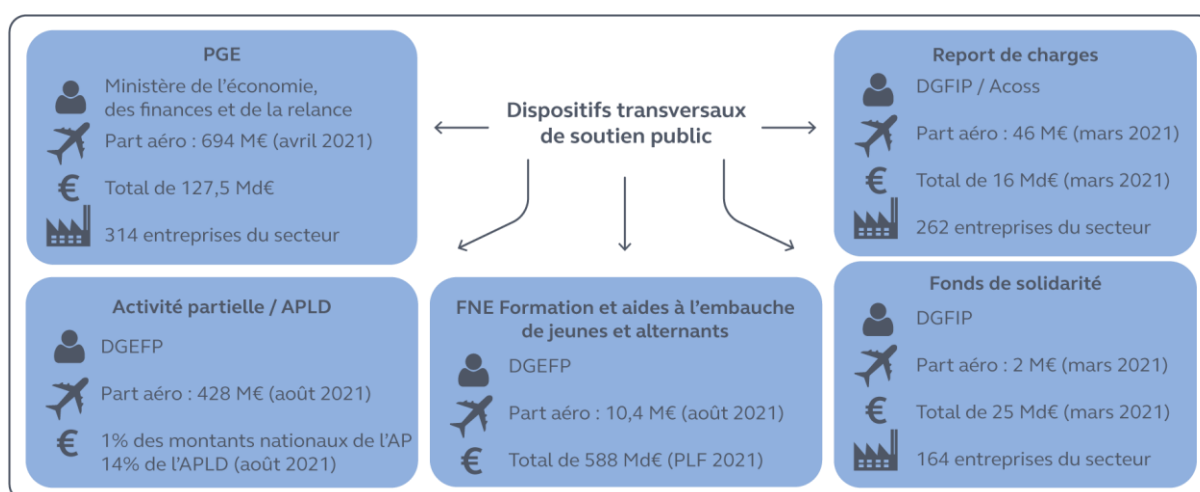 PGE
Ministère de l'économie,
des finances et de la relance
Part aéro : 694 M€ (avril 2021)
€
Total de 127,5 Md€
314 entreprises du secteur
Dispositifs transversaux
de soutien public
Report de charges
DGFIP / Acoss
Part aéro : 46 M€ (mars 2021)
€
Total de 16 Md€ (mars 2021)
262 entreprises du secteur
Activité partielle / APLD
DGEFP
Part aéro : 428 M€ (août 2021)
€
1% des montants nationaux de l'AP
14% de l'APLD (août 2021)
FNE Formation et aides à l'embauche
de jeunes et alternants
DGEFP
Part aéro : 10,4 M€ (août 2021)
€
Total de 588 Md€ (PLF 2021)
Fonds de solidarité
DGFIP
Part aéro : 2 M€ (mars 2021)
€
Total de 25 Md€ (mars 2021)
164 entreprises du secteur